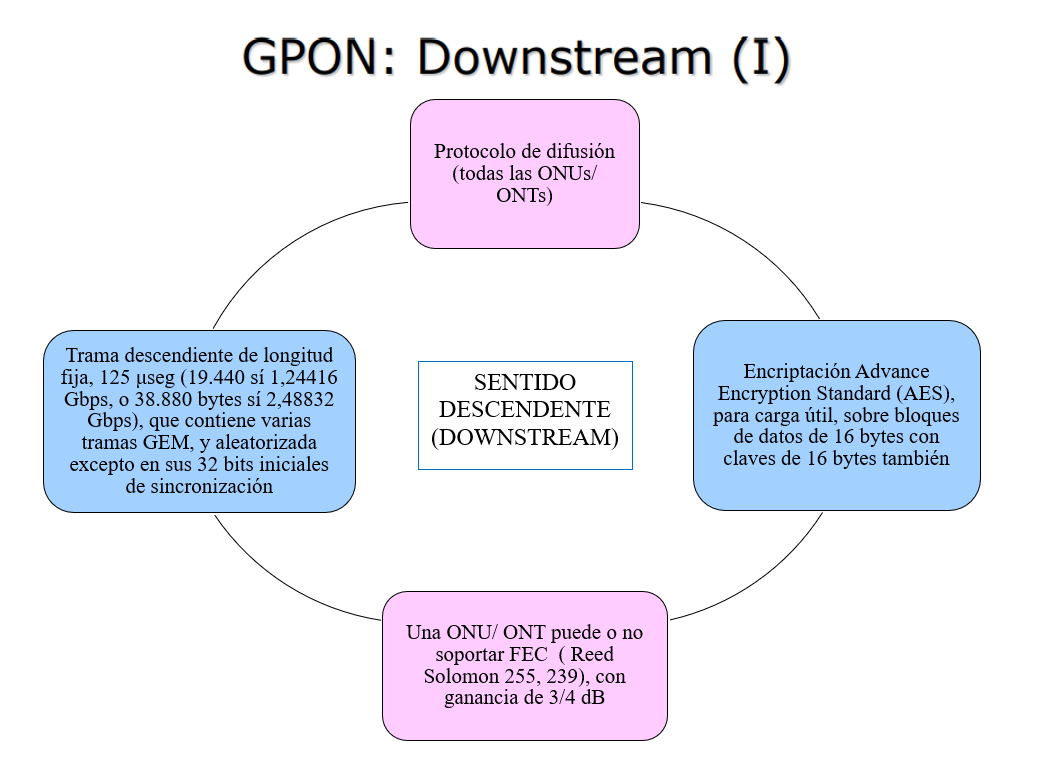 GPON: Downstream (I)
Protocolo de difusión
(todas las ONUs/
ONTs)
Trama descendiente de longitud
fija, 125 µseg (19.440 sí 1,24416
Gbps, o 38.880 bytes sí 2,48832
Gbps), que contiene varias
tramas GEM, y aleatorizada
excepto en sus 32 bits iniciales
de sincronización
SENTIDO
DESCENDENTE
(DOWNSTREAM)
Encriptación Advance
Encryption Standard (AES),
para carga útil, sobre bloques
de datos de 16 bytes con
claves de 16 bytes también
Una ONU/ ONT puede o no
soportar FEC  ( Reed
Solomon 255, 239), con
ganancia de 3/4 dB